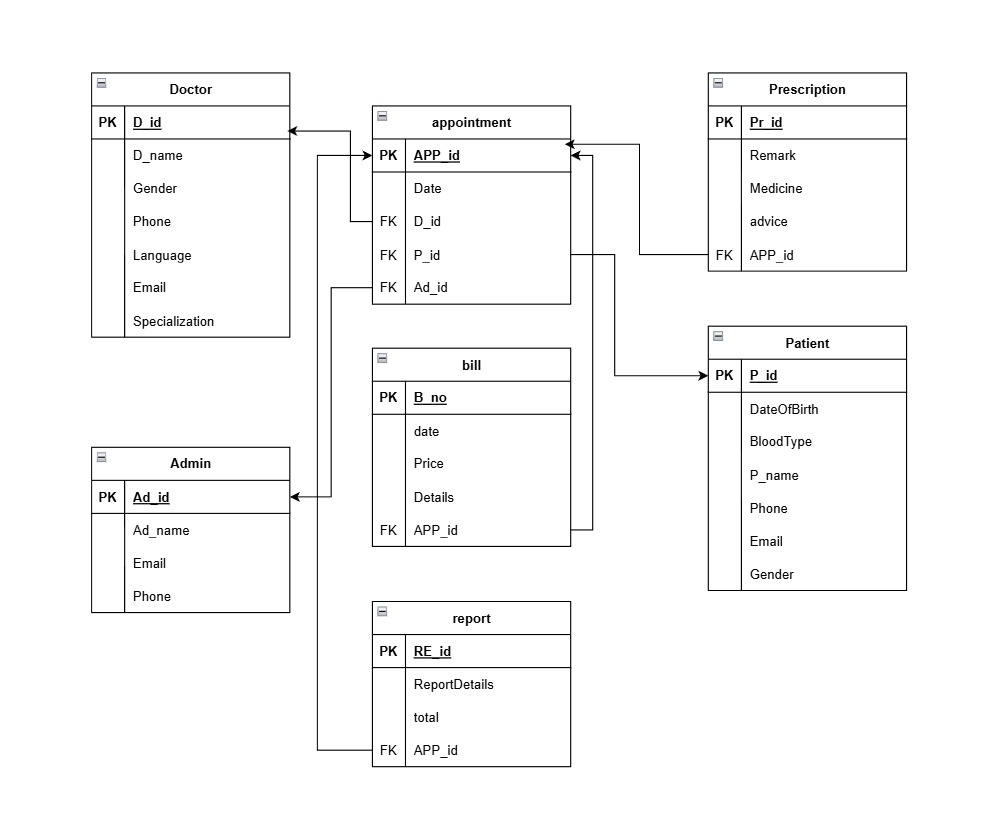 Doctor
PK D_id
D_name
Gender
Phone
Language
Email
Specialization
appointment
PK APP_id
Date
FK D_id
FK P_id
FK Ad_id
Prescription
PK Pr_id
Remark
Medicine
advice
FK APP_id
bill
PK B_no
date
Price
Details
FK APP_id
Patient
PK P_id
DateOfBirth
BloodType
P_name
Phone
Email
Gender
Admin
PK Ad_id
Ad_name
Email
Phone
report
PK RE_id
ReportDetails
total
FK APP_id